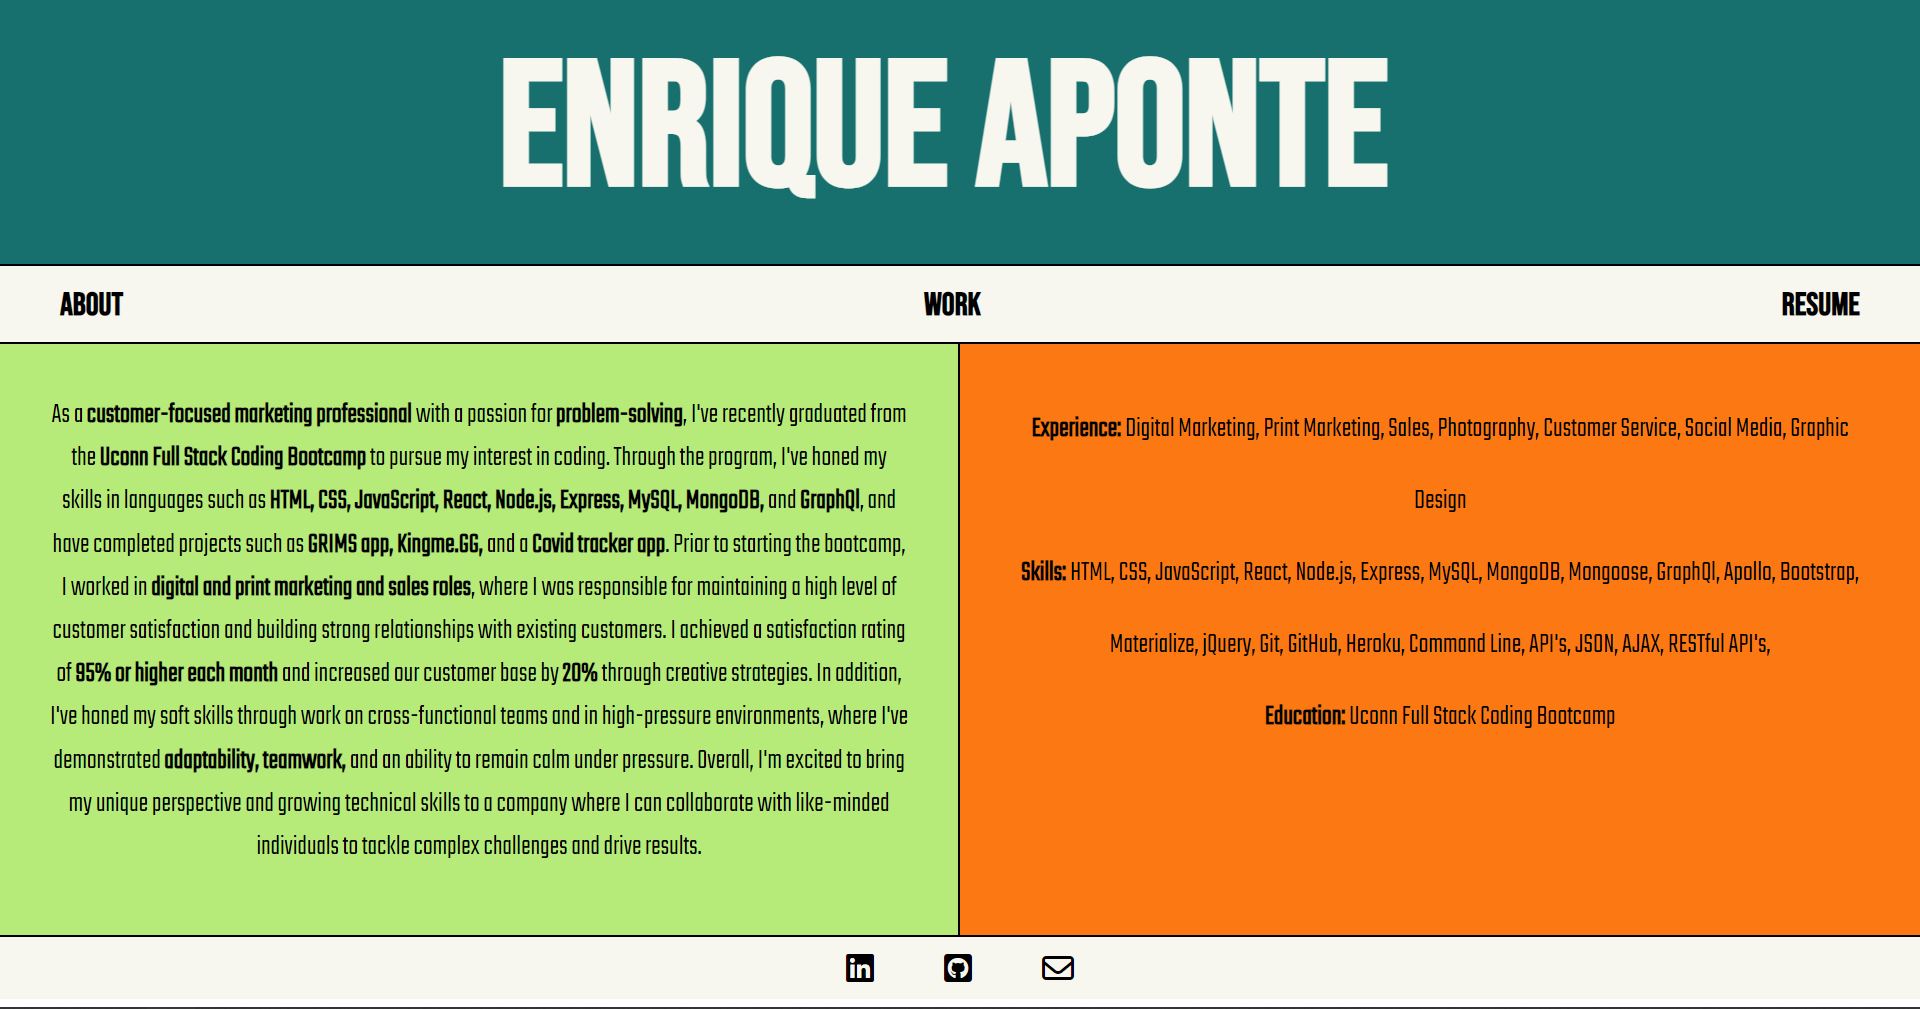 ENRIQUE APONTE
ABOUT
WORK
RESUME
As a customer-focused marketing professional with a passion for problem-solving, I've recently graduated from
the Uconn Full Stack Coding Bootcamp to pursue my interest in coding. Through the program, I've honed my
skills in languages such as HTML, CSS, JavaScript, React, Node.js, Express, MySQL, MongoDB, and GraphQl, and
have completed projects such as GRIMS app, Kingme.GG, and a Covid tracker app. Prior to starting the bootcamp,
I worked in digital and print marketing and sales roles, where I was responsible for maintaining a high level of
customer satisfaction and building strong relationships with existing customers. I achieved a satisfaction rating
of 95% or higher each month and increased our customer base by 20% through creative strategies. In addition,
I've honed my soft skills through work on cross-functional teams and in high-pressure environments, where I've
demonstrated adaptability, teamwork, and an ability to remain calm under pressure. Overall, I'm excited to bring
my unique perspective and growing technical skills to a company where I can collaborate with like-minded
individuals to tackle complex challenges and drive results.
Experience: Digital Marketing, Print Marketing, Sales, Photography, Customer Service, Social Media, Graphic
Design
Skills: HTML, CSS, JavaScript, React, Node.js, Express, MySQL, MongoDB, Mongoose, GraphQl, Apollo, Bootstrap,
Materialize, jQuery, Git, GitHub, Heroku, Command Line, API's, JSON, AJAX, RESTful API's,
Education: Uconn Full Stack Coding Bootcamp
in